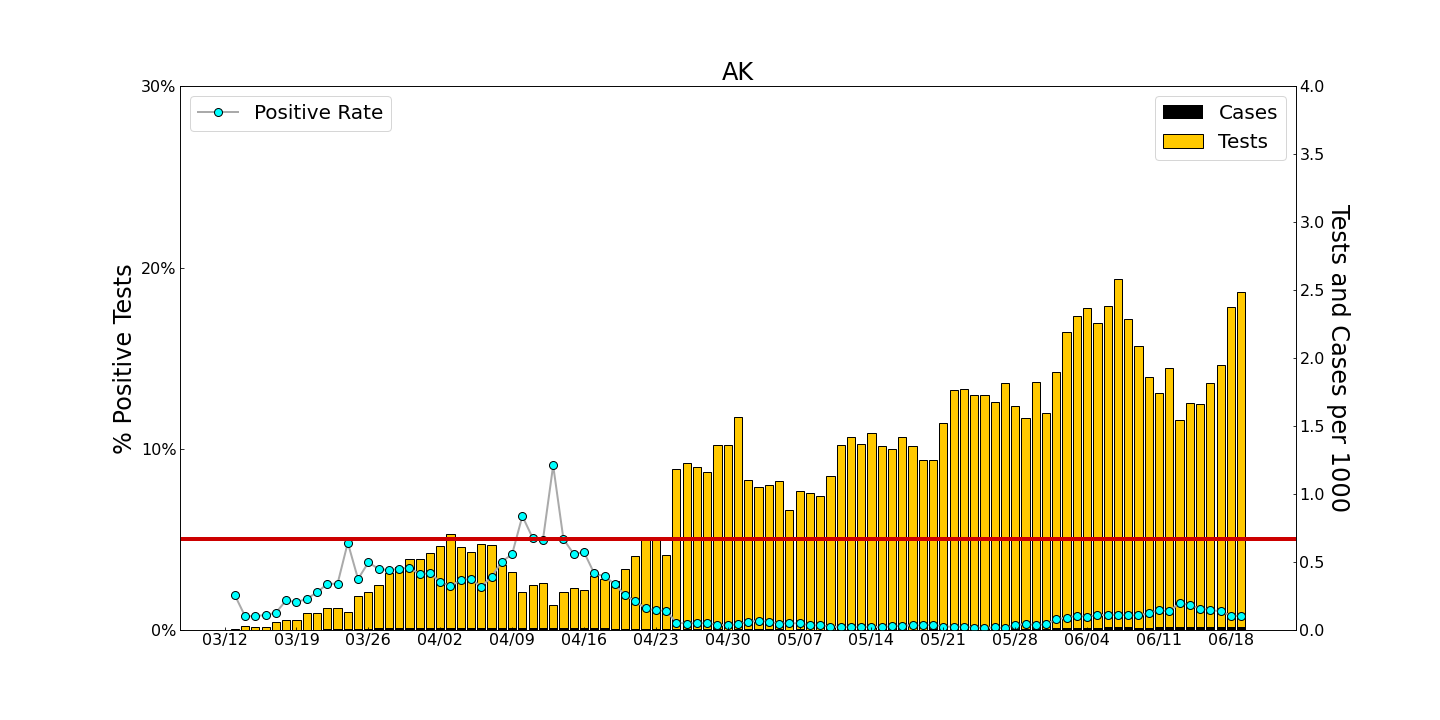 AK
30%
20%
10%
0%
% Positive Tests
Positive Rate
Cases
Tests
4.0
3.5
3.0
2.5
2.0
1.5
1.0
0.5
0.0
Tests and Cases per 1000
03/12 03/19 03/26 04/02 04/09 04/16 04/23 04/30 05/07 05/14 05/21 05/28 06/04 06/11 06/18